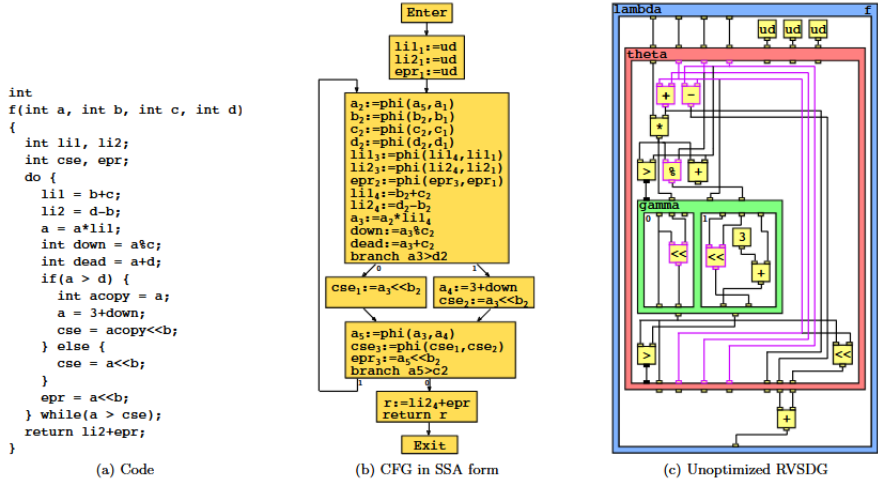 int
f(int a, int b, int c, int d)
{
int li1, li2;
int cse, epr;
do {
li1 = b+c;
li2 = d-b;
a = a*li1;
int down = a%c;
int dead = a+d;
if(a > d) {
int acopy = a;
a = 3+down;
cse = acopy<<b;
} else {
cse = a<<b;
}
epr = a<<b;
} while(a > cse);
return li2+epr;
}
(a) Code
Enter
li1₁:=ud
li2₁:=ud
epr₁:=ud
a₂:=phi(a₅,a₁)
b₂:=phi(b₂,b₁)
c₂:=phi(c₂,c₁)
d₂:=phi(d₂,d₁)
li1₃:=phi(li1₄,li1₁)
li2₃:=phi(li2₄,li2₁)
epr₂:=phi(epr₃,epr₁)
li1₄:=b₂+c₂
li2₄:=d₂-b₂
a₃:=a₂*li1₄
down:=a₃%c₂
dead:=a₃+c₂
branch a3>d2
0
1
cse₁:=a₃<<b₂
a₄:=3+down
cse₂:=a₃<<b₂
a₅:=phi(a₃,a₄)
cse₃:=phi(cse₁,cse₂)
epr₃:=a₅<<b₂
branch a5>c2
1
0
r:=li2₄+epr
return r
Exit
(b) CFG in SSA form
lambda
f
ud
ud
ud
theta
+
-
*
>
%
+
gamma
0
1
<<
<<
3
+
>
<<
+
(c) Unoptimized RVSDG